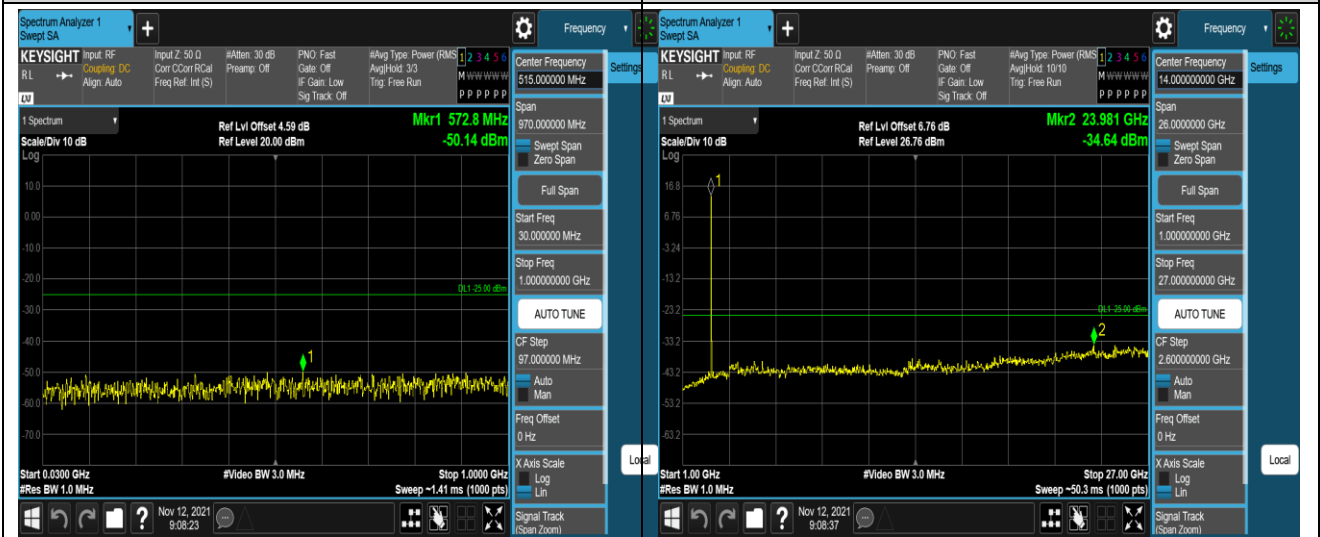 Spectrum Analyzer 1
Swept SA
+
Frequency
KEYSIGHT
Input: RF
Coupling: DC
Align: Auto
Input Z: 50 Ω
Corr CCorr RCal
Freq Ref: Int (S)
#Atten: 30 dB
Preamp: Off
PNO: Fast
Gate: Off
IF Gain: Low
Sig Track: Off
#Avg Type: Power (RMS
Avg|Hold: 3/3
Trig: Free Run
1 2 3 4 5 6
M W W W W W
P P P P P P
RL
LXI
Center Frequency
515.000000 MHz
Settings
1 Spectrum
Scale/Div 10 dB
Log
Ref Lvl Offset 4.59 dB
Ref Level 20.00 dBm
Mkr1 572.8 MHz
-50.14 dBm
Span
970.000000 MHz
Swept Span
Zero Span
Full Span
Start Freq
30.000000 MHz
Stop Freq
1.000000000 GHz
AUTO TUNE
CF Step
97.000000 MHz
Auto
Man
Freq Offset
0 Hz
X Axis Scale
Log
Lin
Signal Track
(Span Zoom)
Local
10.0
0.00
-10.0
-20.0
-30.0
-40.0
-50.0
-60.0
-70.0
DL1 -25.00 dBm
1
Start 0.0300 GHz
#Res BW 1.0 MHz
#Video BW 3.0 MHz
Stop 1.0000 GHz
Sweep ~1.41 ms (1000 pts)
?
Nov 12, 2021
9:08:23
Spectrum Analyzer 1
Swept SA
+
Frequency
KEYSIGHT
Input: RF
Coupling: DC
Align: Auto
Input Z: 50 Ω
Corr CCorr RCal
Freq Ref: Int (S)
#Atten: 30 dB
Preamp: Off
PNO: Fast
Gate: Off
IF Gain: Low
Sig Track: Off
#Avg Type: Power (RMS
Avg|Hold: 10/10
Trig: Free Run
1 2 3 4 5 6
M W W W W W
P P P P P P
RL
LXI
Center Frequency
14.000000000 GHz
Settings
1 Spectrum
Scale/Div 10 dB
Log
Ref Lvl Offset 6.76 dB
Ref Level 26.76 dBm
Mkr2 23.981 GHz
-34.64 dBm
Span
26.0000000 GHz
Swept Span
Zero Span
Full Span
Start Freq
1.000000000 GHz
Stop Freq
27.000000000 GHz
AUTO TUNE
CF Step
2.600000000 GHz
Auto
Man
Freq Offset
0 Hz
X Axis Scale
Log
Lin
Signal Track
(Span Zoom)
Local
16.8
6.76
-3.24
-13.2
-23.2
-33.2
-43.2
-53.2
-63.2
DL1 -25.00 dBm
1
2
Start 1.00 GHz
#Res BW 1.0 MHz
#Video BW 3.0 MHz
Stop 27.00 GHz
Sweep ~50.3 ms (1000 pts)
?
Nov 12, 2021
9:08:37